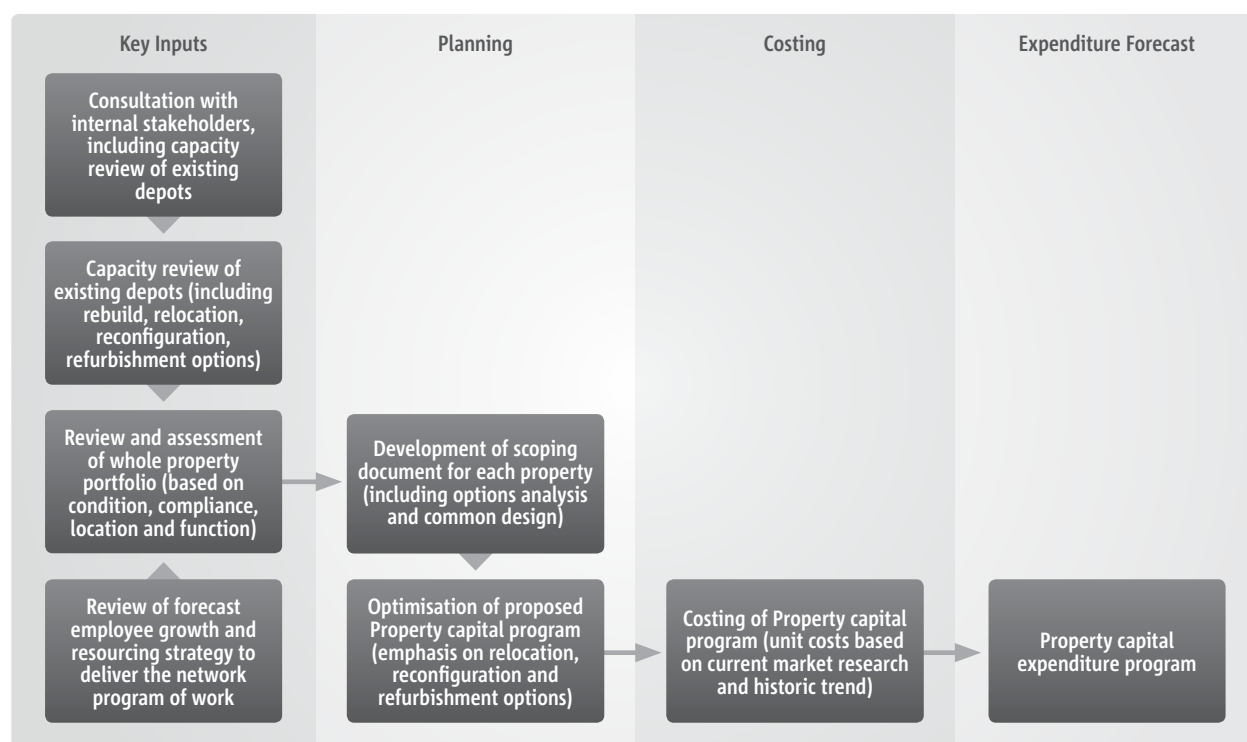 Key Inputs
Planning
Costing
Expenditure Forecast
Consultation with
internal stakeholders,
including capacity
review of existing
depots
Capacity review of
existing depots (including
rebuild, relocation,
reconfiguration,
refurbishment options)
Review and assessment
of whole property
portfolio (based on
condition, compliance,
location and function)
Review of forecast
employee growth and
resourcing strategy to
deliver the network
program of work
Development of scoping
document for each property
(including options analysis
and common design)
Optimisation of proposed
Property capital program
(emphasis on relocation,
reconfiguration and
refurbishment options)
Costing of Property capital
program (unit costs based
on current market research
and historic trend)
Property capital
expenditure program